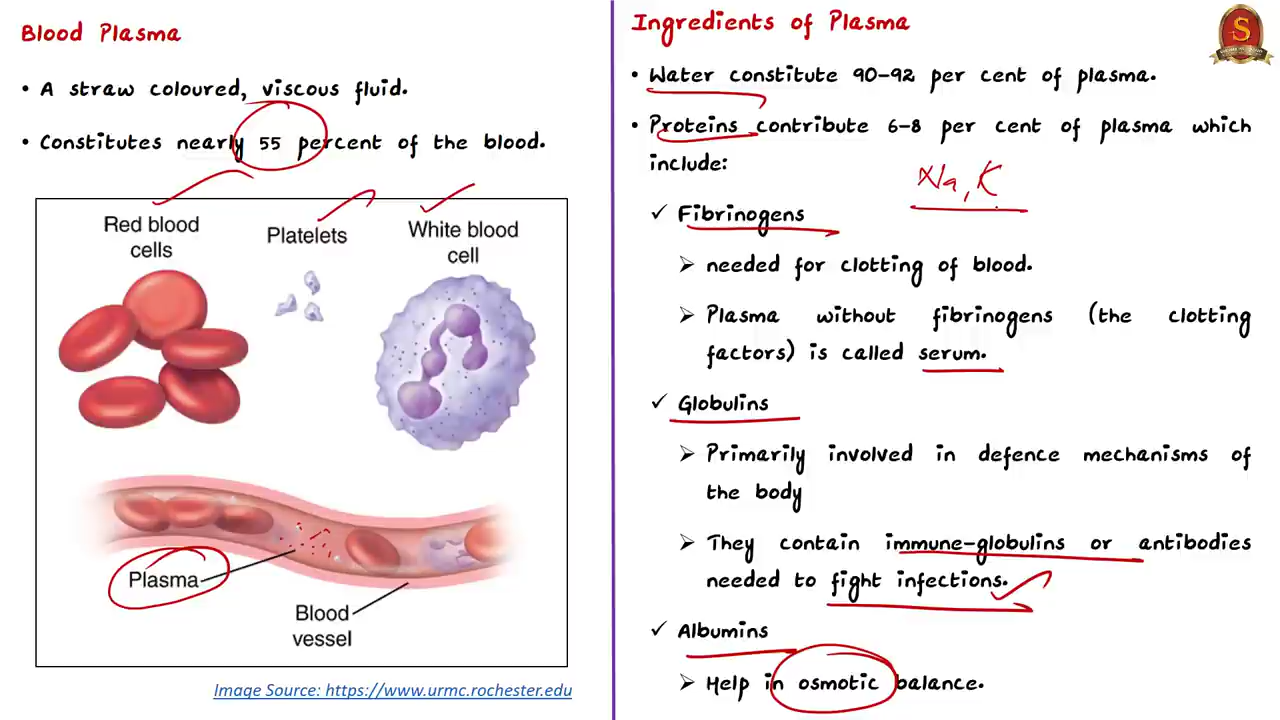 Blood Plasma
• A straw coloured, viscous fluid.
• Constitutes nearly 55 percent of the blood.
Red blood
cells
Platelets
White blood
cell
Plasma
Blood
vessel
Image Source: https://www.urmc.rochester.edu
Ingredients of Plasma
• Water constitute 90-92 per cent of plasma.
• Proteins contribute 6-8 per cent of plasma which
include:
Na, K
✓ Fibrinogens
➢ needed for clotting of blood.
➢ Plasma without fibrinogens (the clotting
factors) is called serum.
✓ Globulins
➢ Primarily involved in defence mechanisms of
the body
➢ They contain immune-globulins or antibodies
needed to fight infections.
✓ Albumins
➢ Help in osmotic balance.
S